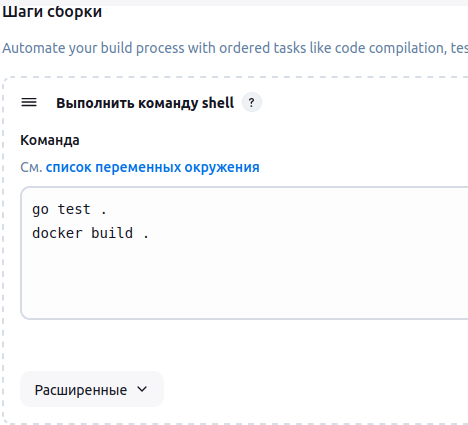 Шаги сборки
Automate your build process with ordered tasks like code compilation,
Выполнить команду shell ?
Команда
См. список переменных окружения
go test .
docker build .
Расширенные